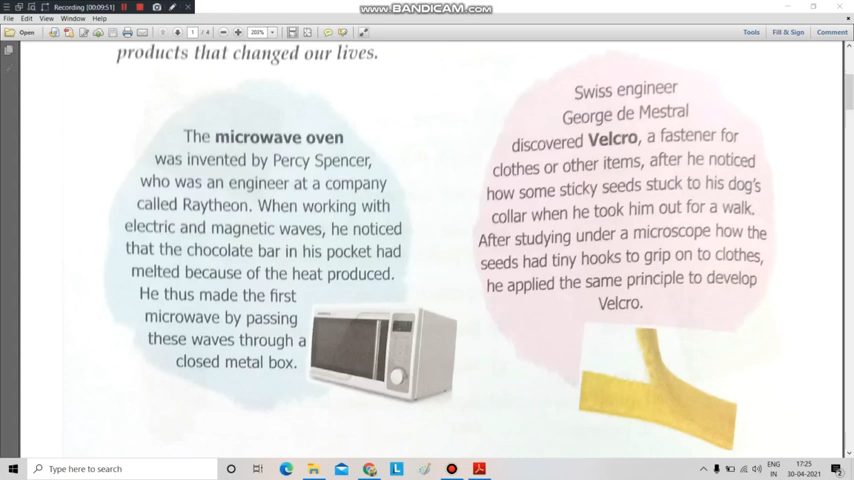 Recording [00:09:51]
www.BANDICAM.com
File Edit View Window Help
Open 1 / 4 203% Tools Fill & Sign Comment
products that changed our lives.
The microwave oven
was invented by Percy Spencer,
who was an engineer at a company
called Raytheon. When working with
electric and magnetic waves, he noticed
that the chocolate bar in his pocket had
melted because of the heat produced.
He thus made the first
microwave by passing
these waves through a
closed metal box.
Swiss engineer
George de Mestral
discovered Velcro, a fastener for
clothes or other items, after he noticed
how some sticky seeds stuck to his dog's
collar when he took him out for a walk.
After studying under a microscope how the
seeds had tiny hooks to grip on to clothes,
he applied the same principle to develop
Velcro.
Type here to search
L
ENG
IN
17:25
30-04-2021
2